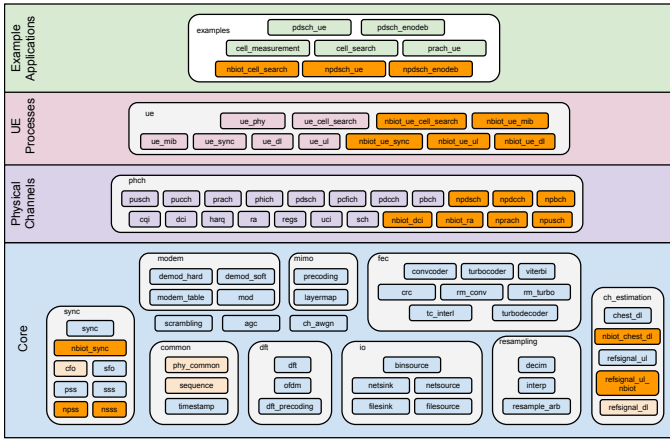 Example
Applications
examples
pdsch_ue
pdsch_enodeb
cell_measurement
cell_search
prach_ue
nbiot_cell_search
npdsch_ue
npdsch_enodeb
UE
Processes
ue
ue_phy
ue_cell_search
nbiot_ue_cell_search
nbiot_ue_mib
ue_mib
ue_sync
ue_dl
ue_ul
nbiot_ue_sync
nbiot_ue_ul
nbiot_ue_dl
Physical
Channels
phch
pusch
pucch
prach
phich
pdsch
pcfich
pdcch
pbch
npdsch
npdcch
npbch
cqi
dci
harq
ra
regs
uci
sch
nbiot_dci
nbiot_ra
nprach
npusch
Core
modem
demod_hard
demod_soft
modem_table
mod
mimo
precoding
layermap
fec
convcoder
turbocoder
viterbi
crc
rm_conv
rm_turbo
tc_interl
turbodecoder
scrambling
agc
ch_awgn
sync
sync
nbiot_sync
cfo
sfo
pss
sss
npss
nsss
common
phy_common
sequence
timestamp
dft
dft
ofdm
dft_precoding
io
binsource
netsink
netsource
filesink
filesource
resampling
decim
interp
resample_arb
ch_estimation
chest_dl
nbiot_chest_dl
refsignal_ul
refsignal_ul_
nbiot
refsignal_dl